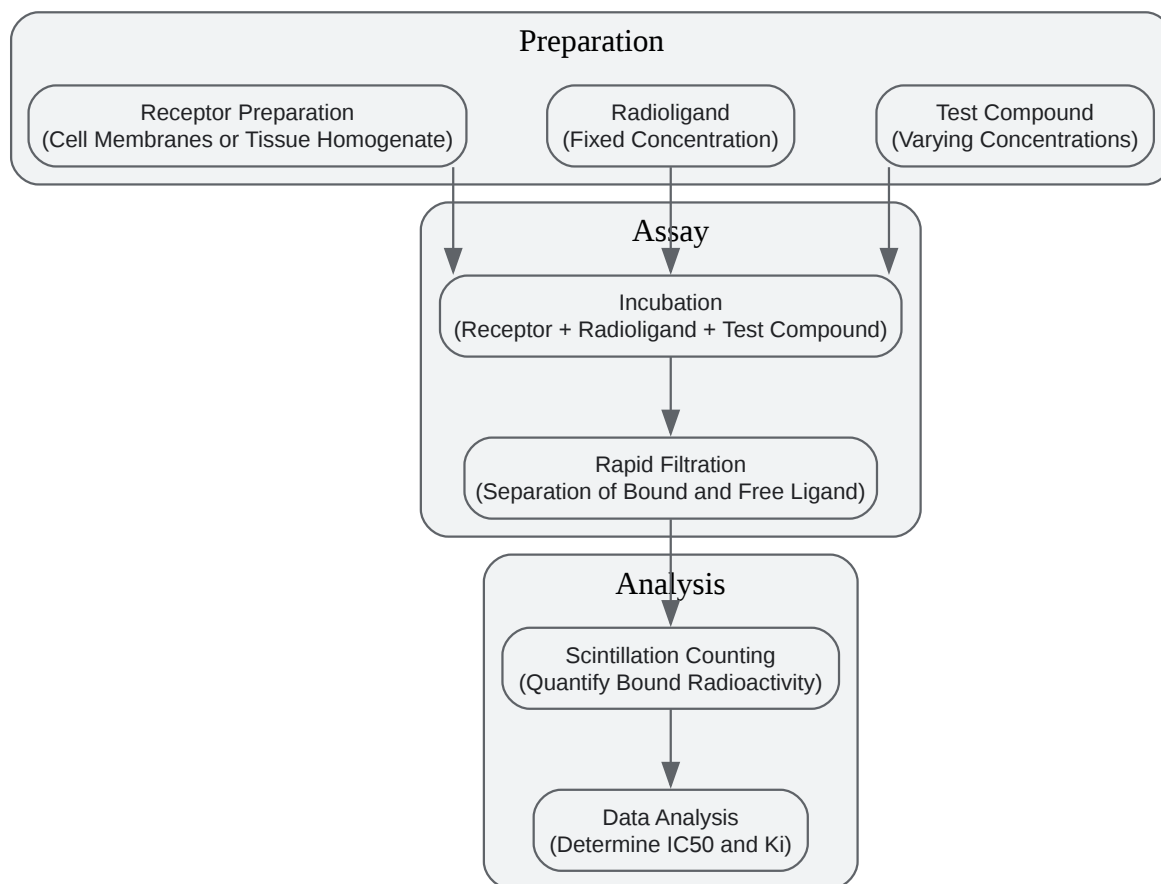 Preparation
Receptor Preparation
(Cell Membranes or Tissue Homogenate)
Radioligand
(Fixed Concentration)
Test Compound
(Varying Concentrations)
Assay
Incubation
(Receptor + Radioligand + Test Compound)
Rapid Filtration
(Separation of Bound and Free Ligand)
Analysis
Scintillation Counting
(Quantify Bound Radioactivity)
Data Analysis
(Determine IC50 and Ki)